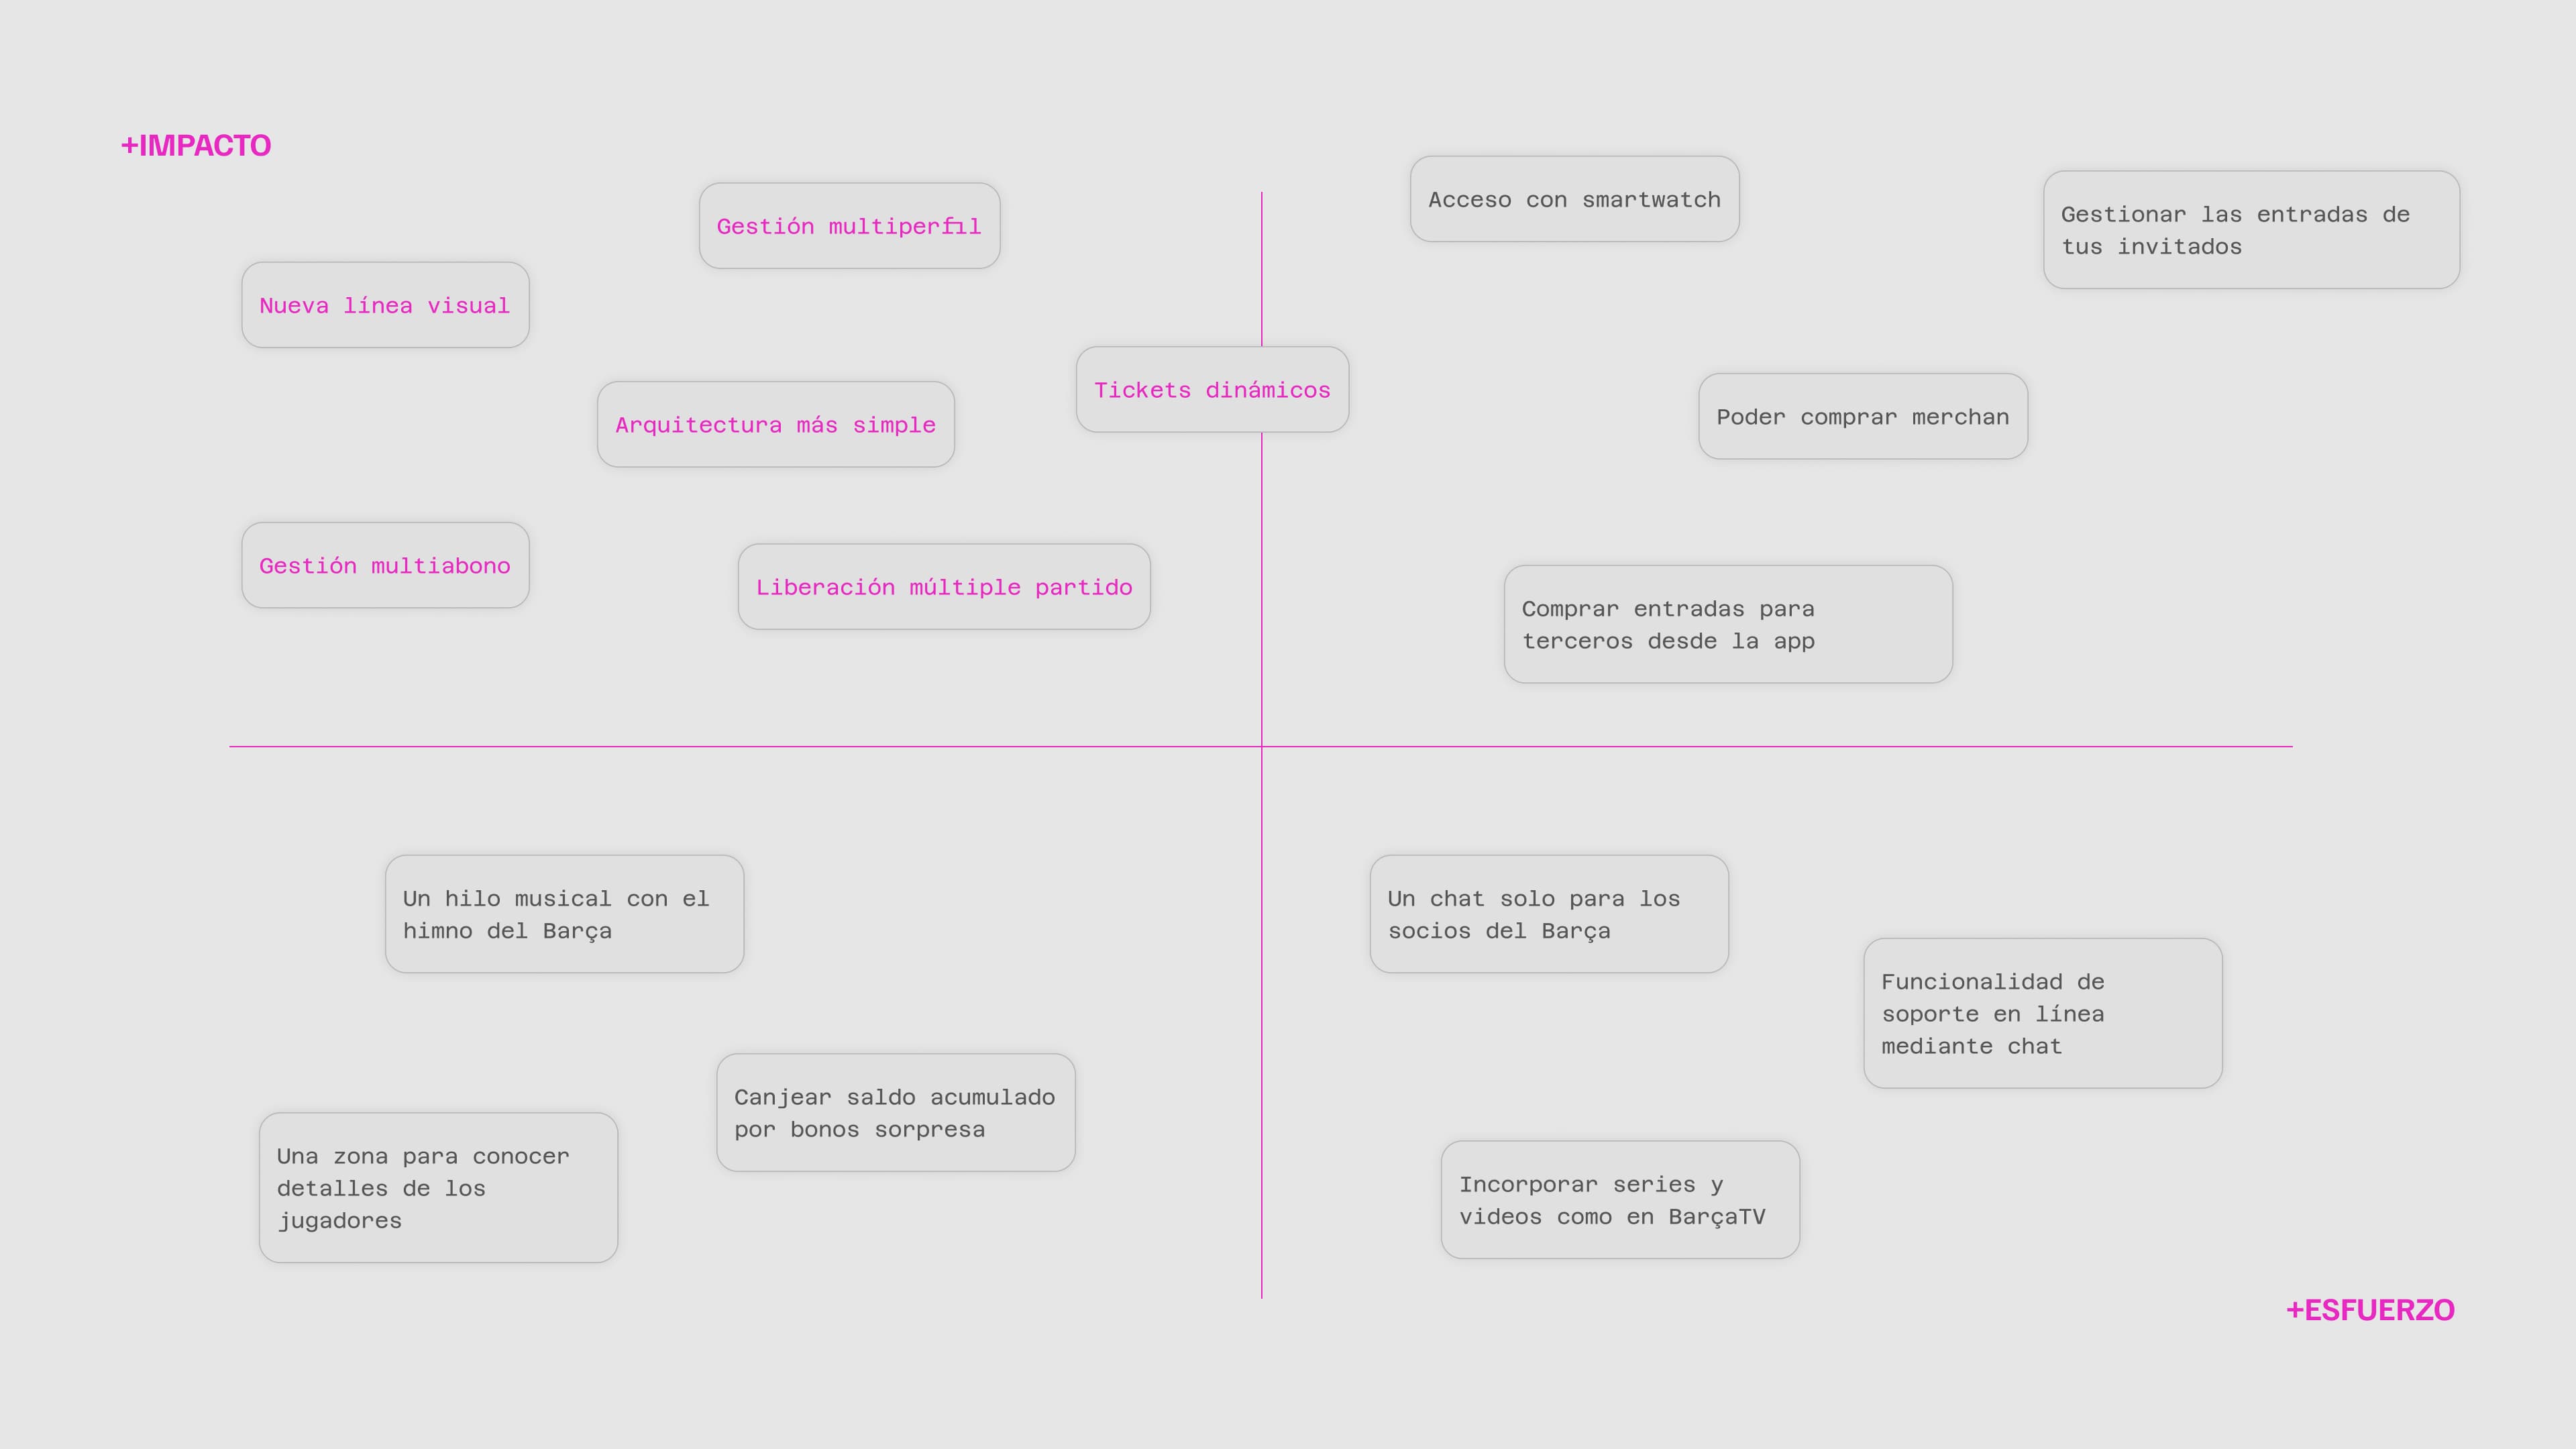 +IMPACTO
Gestión multiperfil
Nueva línea visual
Arquitectura más simple
Tickets dinámicos
Gestión multiabono
Liberación múltiple partido
Acceso con smartwatch
Gestionar las entradas de
tus invitados
Poder comprar merchan
Comprar entradas para
terceros desde la app
Un hilo musical con el
himno del Barça
Canjear saldo acumulado
por bonos sorpresa
Una zona para conocer
detalles de los
jugadores
Un chat solo para los
socios del Barça
Funcionalidad de
soporte en línea
mediante chat
Incorporar series y
videos como en BarçaTV
+ESFUERZO